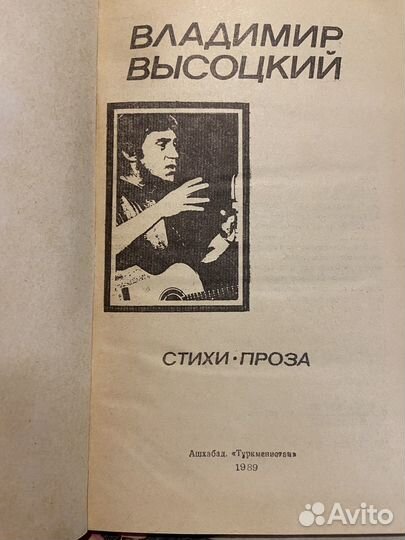 ВЛАДИМИР
ВЫСОЦКИЙ
СТИХИ · ПРОЗА
Ашхабад. «Туркменистан»
1989
Avito